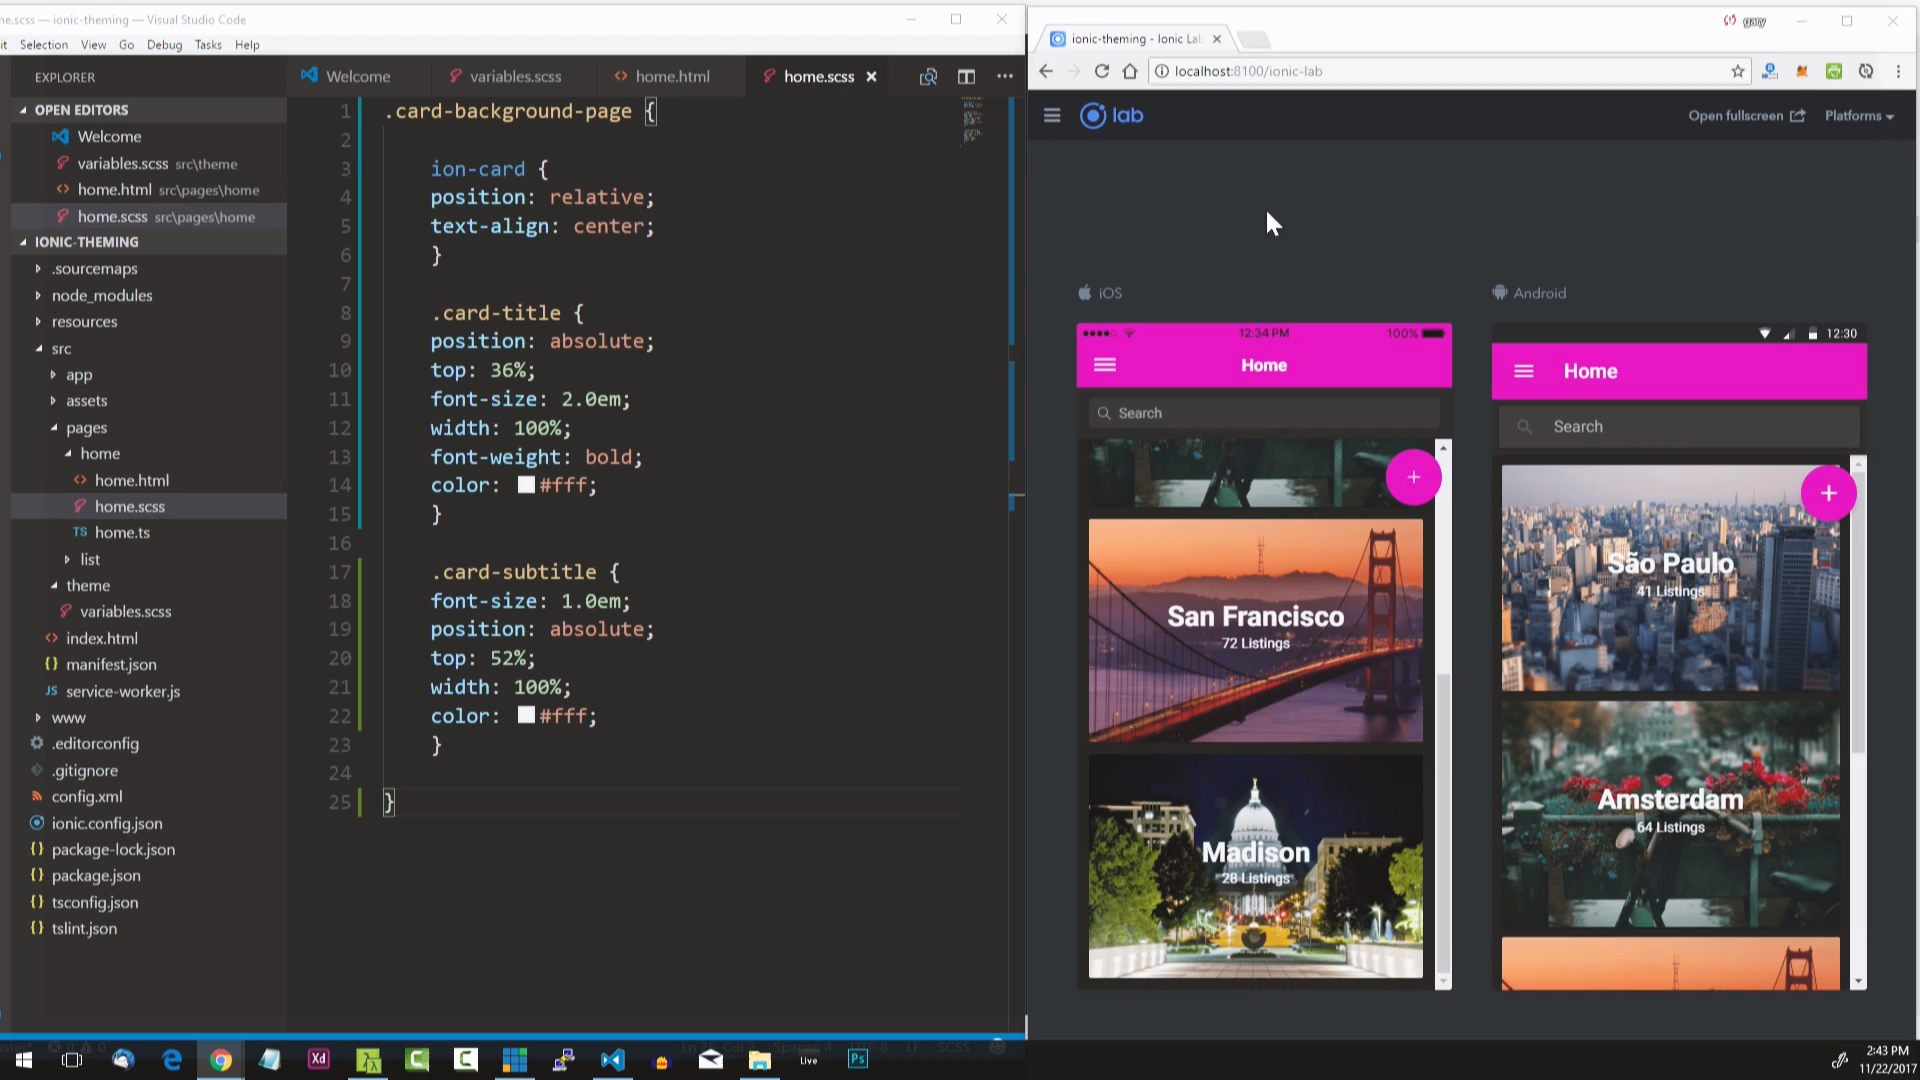 ne.scss — ionic-theming — Visual Studio Code
it Selection View Go Debug Tasks Help
EXPLORER
OPEN EDITORS
Welcome
variables.scss src\theme
home.html src\pages\home
home.scss src\pages\home
IONIC-THEMING
.sourcemaps
node_modules
resources
src
app
assets
pages
home
home.html
home.scss
home.ts
list
theme
variables.scss
index.html
manifest.json
service-worker.js
www
.editorconfig
.gitignore
config.xml
ionic.config.json
package-lock.json
package.json
tsconfig.json
tslint.json
Welcome variables.scss home.html home.scss
1 .card-background-page {
2
3 ion-card {
4 position: relative;
5 text-align: center;
6 }
7
8 .card-title {
9 position: absolute;
10 top: 36%;
11 font-size: 2.0em;
12 width: 100%;
13 font-weight: bold;
14 color: #fff;
15 }
16
17 .card-subtitle {
18 font-size: 1.0em;
19 position: absolute;
20 top: 52%;
21 width: 100%;
22 color: #fff;
23 }
24
25 }
gary
ionic-theming - Ionic La
localhost:8100/ionic-lab
lab
Open fullscreen Platforms
iOS
12:34 PM 100%
Home
Search
+
San Francisco
72 Listings
Madison
28 Listings
Android
12:30
Home
Search
+
São Paulo
41 Listings
Amsterdam
64 Listings
Xd
Live
Ps
2:43 PM
11/22/2017